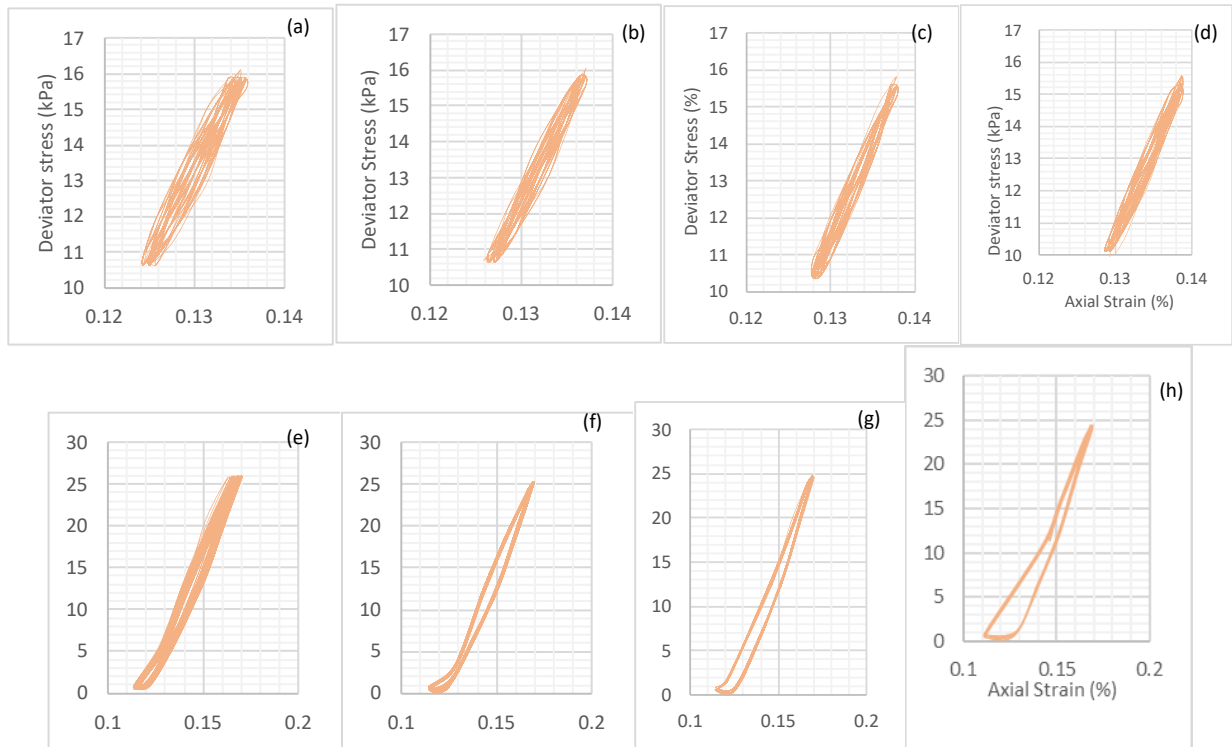 (a)
17
16
15
14
13
12
11
10
Deviator stress (kPa)
0.12 0.13 0.14
(b)
17
16
15
14
13
12
11
10
Deviator Stress (kPa)
0.12 0.13 0.14
(c)
17
16
15
14
13
12
11
10
Deviator Stress (%)
0.12 0.13 0.14
(d)
17
16
15
14
13
12
11
10
Deviator stress (kPa)
0.12 0.13 0.14
Axial Strain (%)
(e)
30
25
20
15
10
5
0
0.1 0.15 0.2
(f)
30
25
20
15
10
5
0
0.1 0.15 0.2
(g)
30
25
20
15
10
5
0
0.1 0.15 0.2
(h)
30
25
20
15
10
5
0
0.1 0.15 0.2
Axial Strain (%)